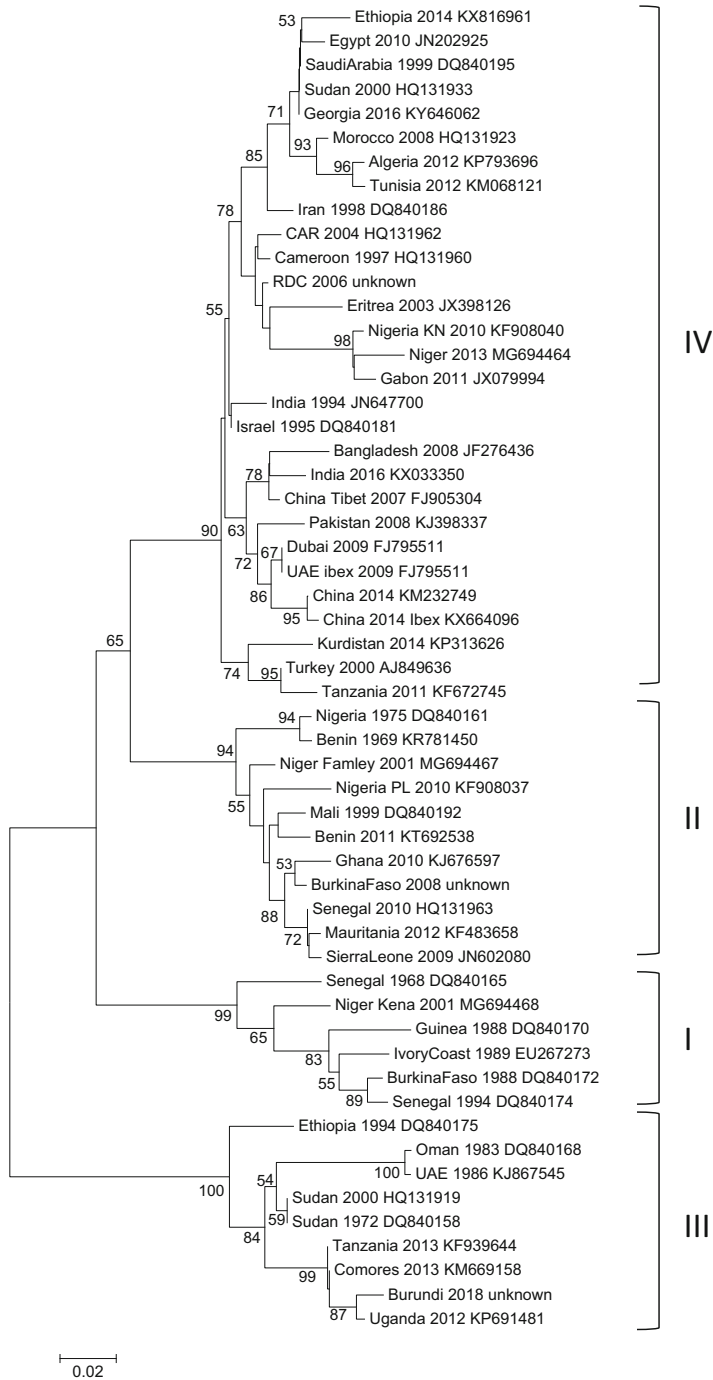 53
Ethiopia 2014 KX816961
Egypt 2010 JN202925
SaudiArabia 1999 DQ840195
Sudan 2000 HQ131933
71
Georgia 2016 KY646062
93
Morocco 2008 HQ131923
85
96
Algeria 2012 KP793696
Tunisia 2012 KM068121
78
Iran 1998 DQ840186
CAR 2004 HQ131962
Cameroon 1997 HQ131960
RDC 2006 unknown
55
Eritrea 2003 JX398126
98
Nigeria KN 2010 KF908040
Niger 2013 MG694464
Gabon 2011 JX079994
IV
India 1994 JN647700
Israel 1995 DQ840181
Bangladesh 2008 JF276436
78
India 2016 KX033350
China Tibet 2007 FJ905304
90
63
Pakistan 2008 KJ398337
67
Dubai 2009 FJ795511
72
UAE ibex 2009 FJ795511
86
China 2014 KM232749
95
China 2014 Ibex KX664096
65
Kurdistan 2014 KP313626
74
95
Turkey 2000 AJ849636
Tanzania 2011 KF672745
94
Nigeria 1975 DQ840161
Benin 1969 KR781450
94
Niger Famley 2001 MG694467
55
Nigeria PL 2010 KF908037
Mali 1999 DQ840192
Benin 2011 KT692538
II
53
Ghana 2010 KJ676597
BurkinaFaso 2008 unknown
88
Senegal 2010 HQ131963
72
Mauritania 2012 KF483658
SierraLeone 2009 JN602080
Senegal 1968 DQ840165
99
Niger Kena 2001 MG694468
65
Guinea 1988 DQ840170
83
IvoryCoast 1989 EU267273
I
55
BurkinaFaso 1988 DQ840172
89
Senegal 1994 DQ840174
Ethiopia 1994 DQ840175
Oman 1983 DQ840168
100
UAE 1986 KJ867545
100
54
Sudan 2000 HQ131919
59
Sudan 1972 DQ840158
84
III
Tanzania 2013 KF939644
99
Comores 2013 KM669158
Burundi 2018 unknown
87
Uganda 2012 KP691481
0.02